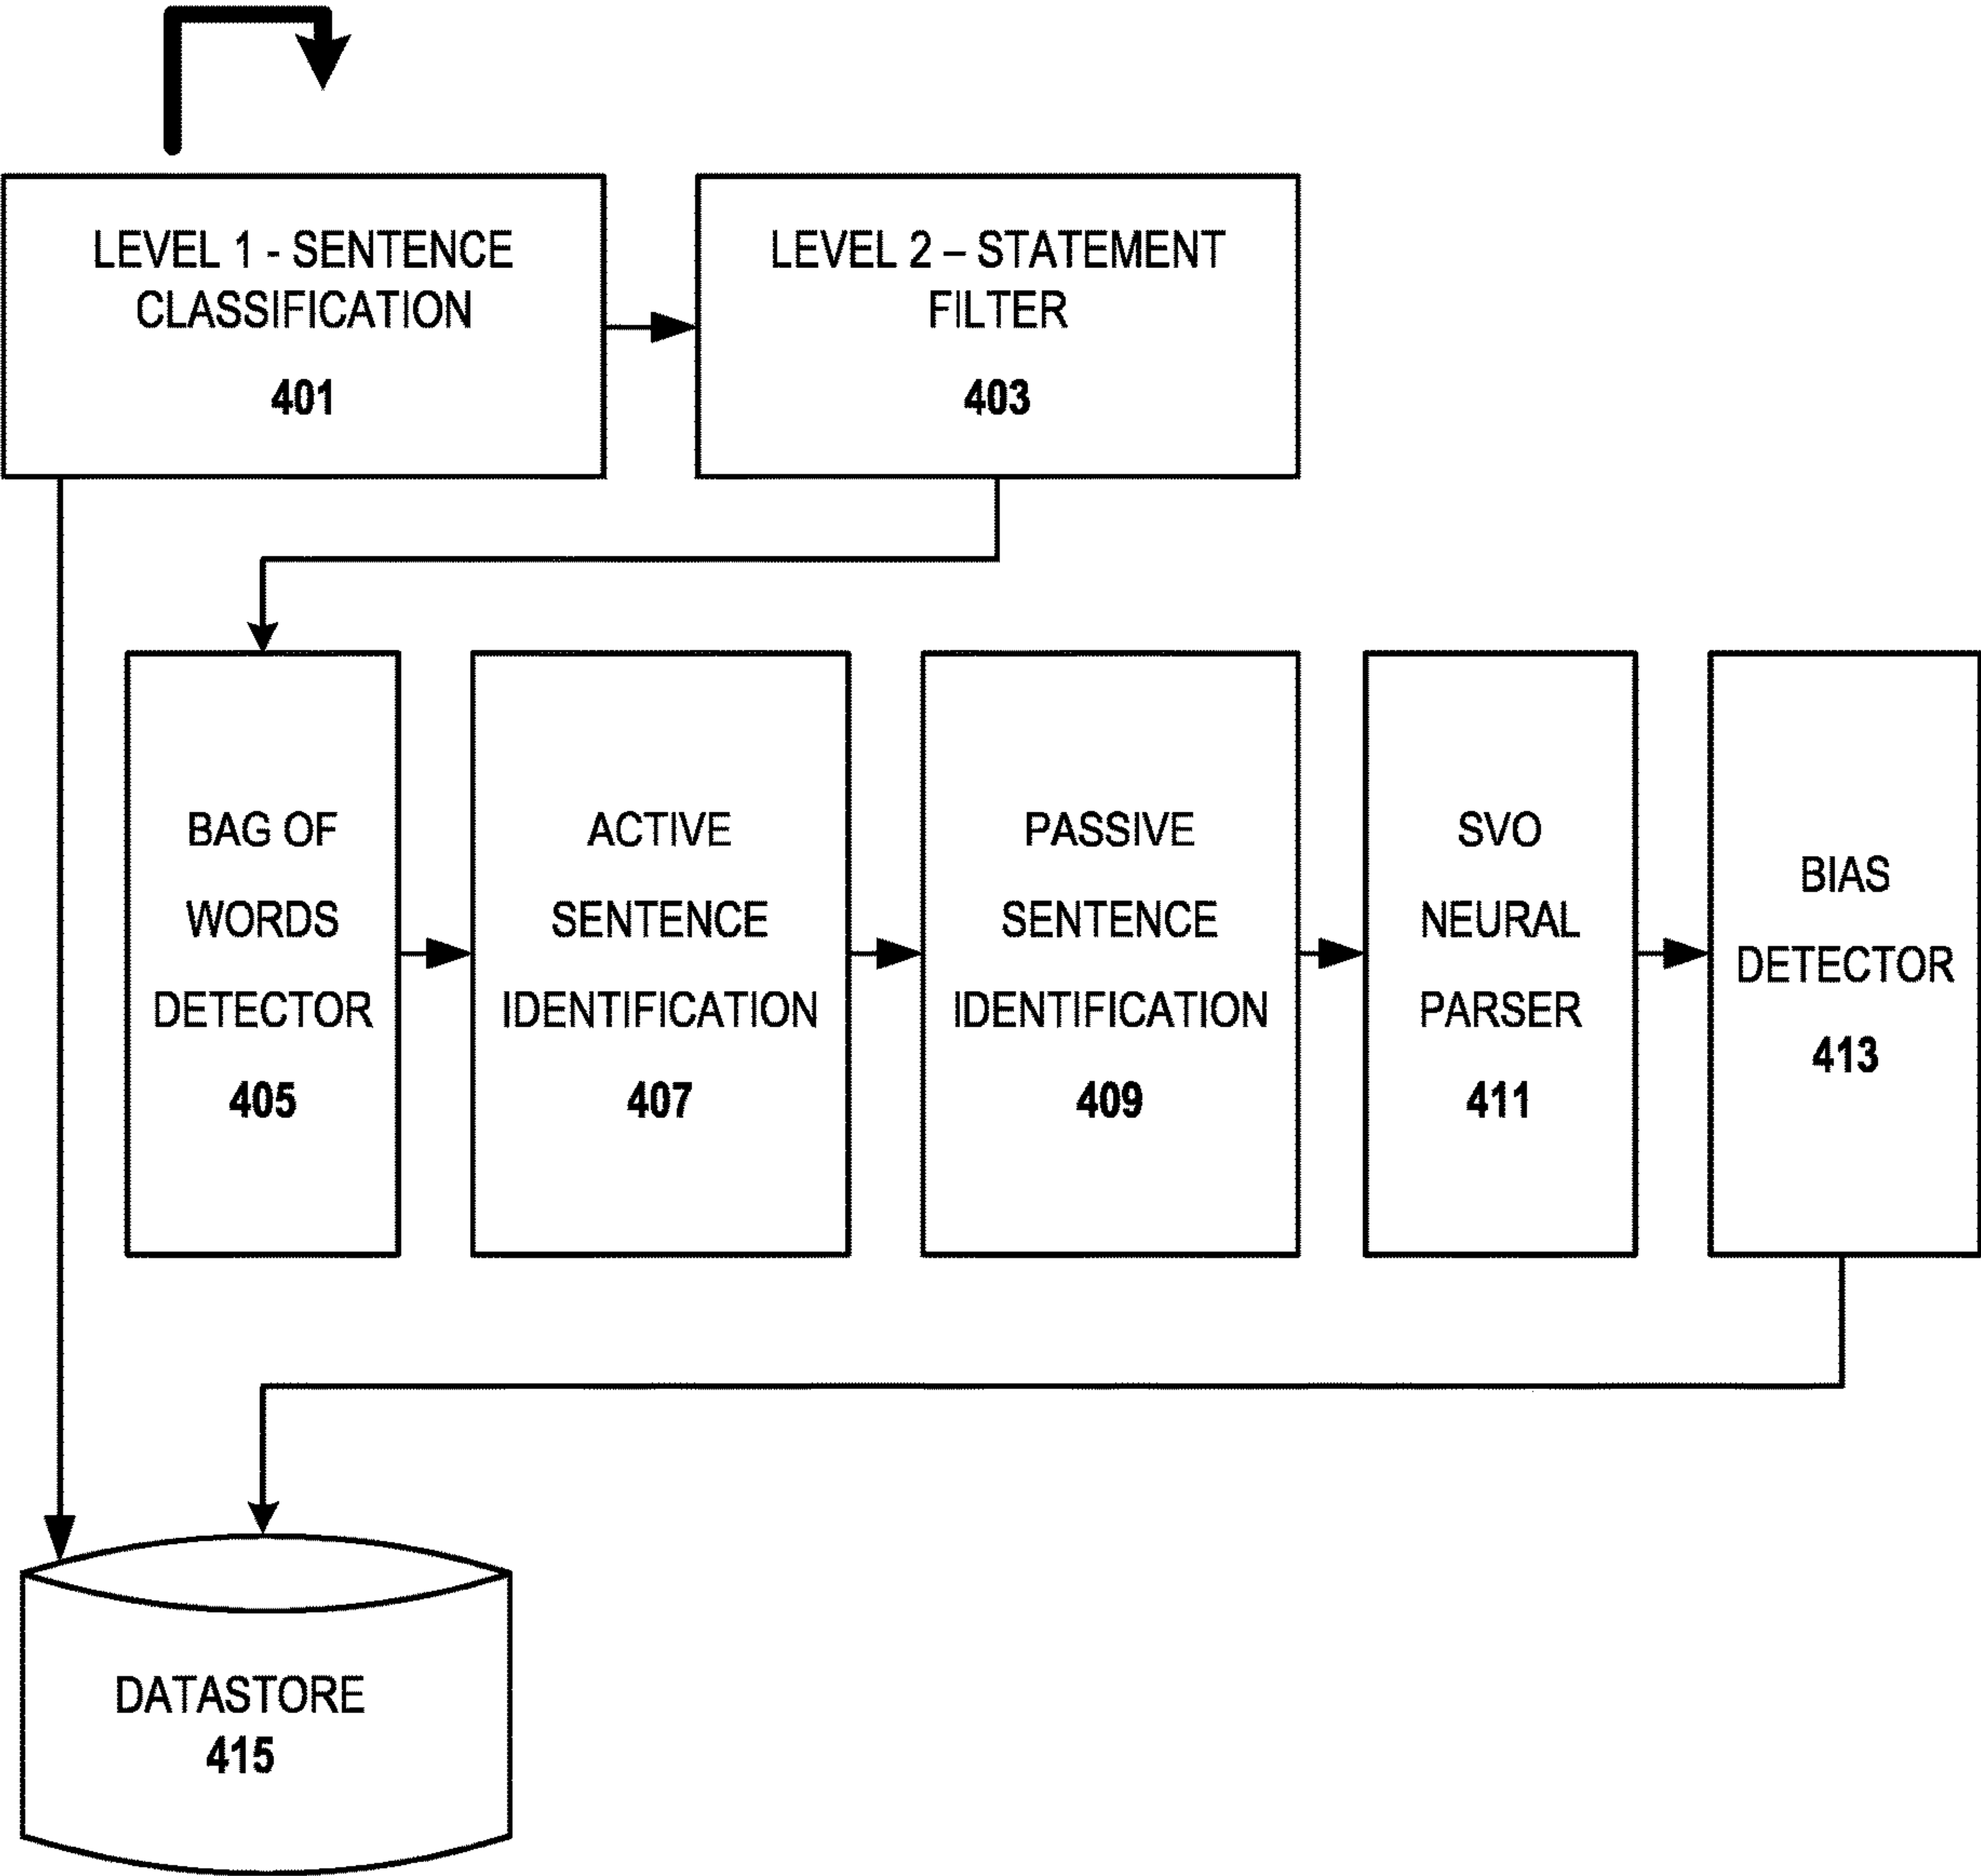 LEVEL 1 - SENTENCE
CLASSIFICATION
401
LEVEL 2 – STATEMENT
FILTER
403
BAG OF
WORDS
DETECTOR
405
ACTIVE
SENTENCE
IDENTIFICATION
407
PASSIVE
SENTENCE
IDENTIFICATION
409
SVO
NEURAL
PARSER
411
BIAS
DETECTOR
413
DATASTORE
415